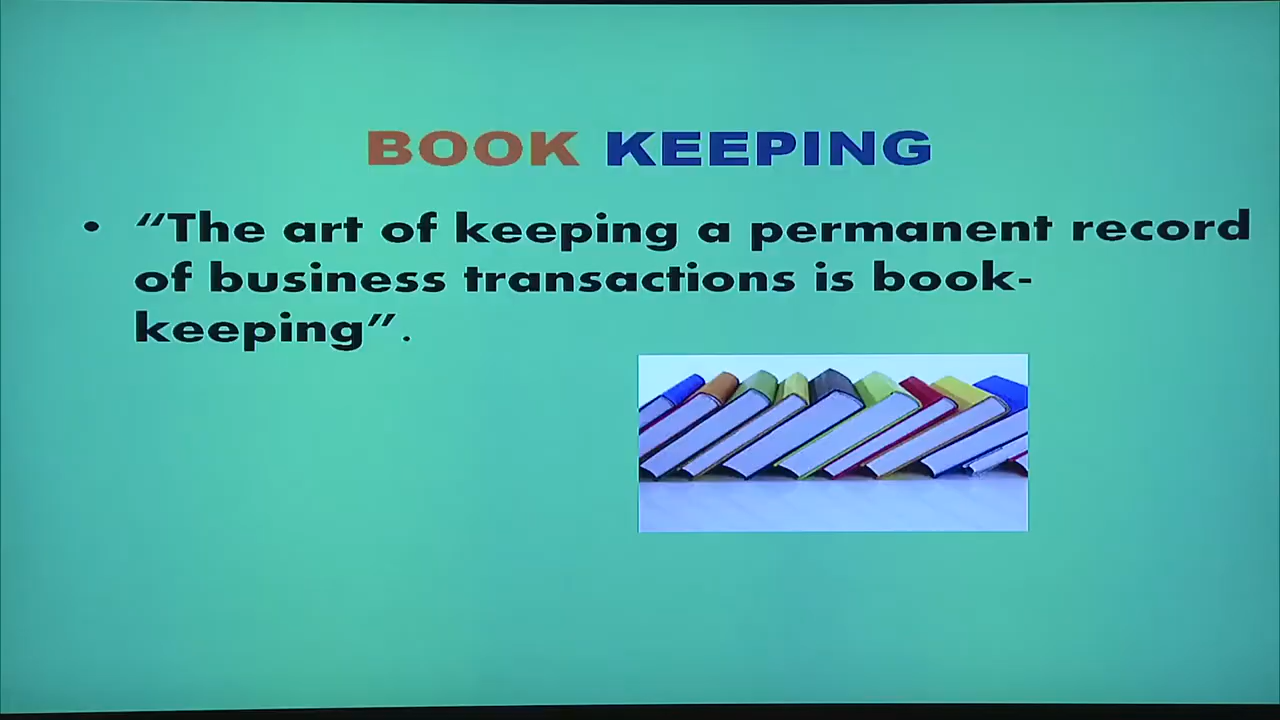 BOOK KEEPING
• “The art of keeping a permanent record
of business transactions is book-
keeping”.